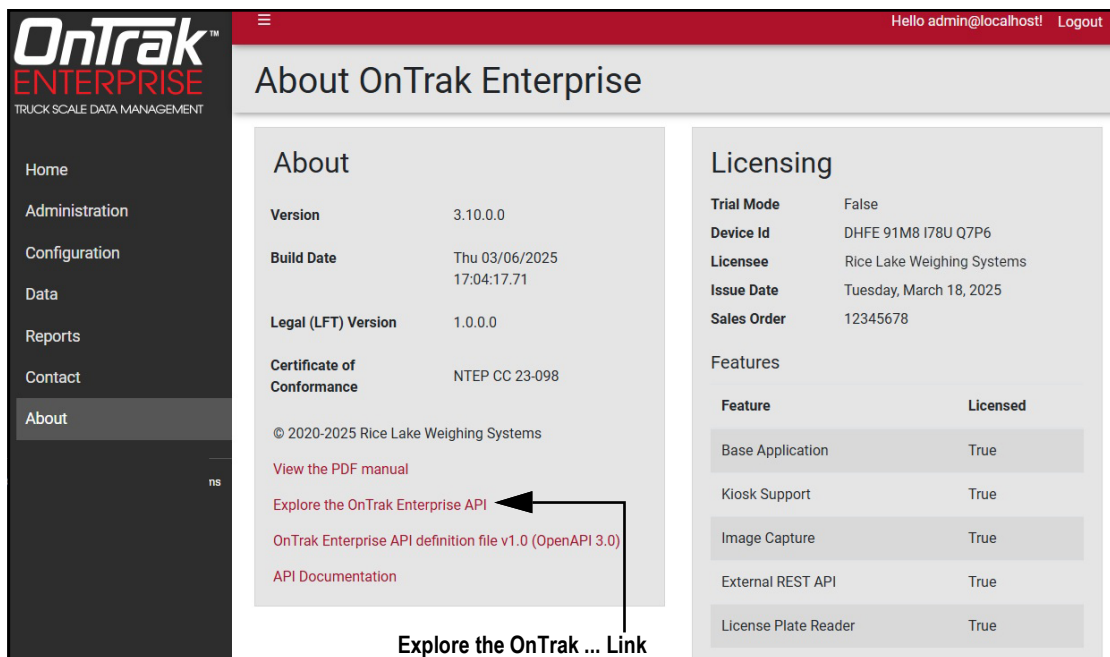 OnTrak™
ENTERPRISE
TRUCK SCALE DATA MANAGEMENT
Home
Administration
Configuration
Data
Reports
Contact
About
ns
Hello admin@localhost! Logout
About OnTrak Enterprise
About
Version 3.10.0.0
Build Date Thu 03/06/2025
17:04:17.71
Legal (LFT) Version 1.0.0.0
Certificate of
Conformance NTEP CC 23-098
© 2020-2025 Rice Lake Weighing Systems
View the PDF manual
Explore the OnTrak Enterprise API
OnTrak Enterprise API definition file v1.0 (OpenAPI 3.0)
API Documentation
Explore the OnTrak ... Link
Licensing
Trial Mode False
Device Id DHFE 91M8 I78U Q7P6
Licensee Rice Lake Weighing Systems
Issue Date Tuesday, March 18, 2025
Sales Order 12345678
Features
Feature Licensed
Base Application True
Kiosk Support True
Image Capture True
External REST API True
License Plate Reader True